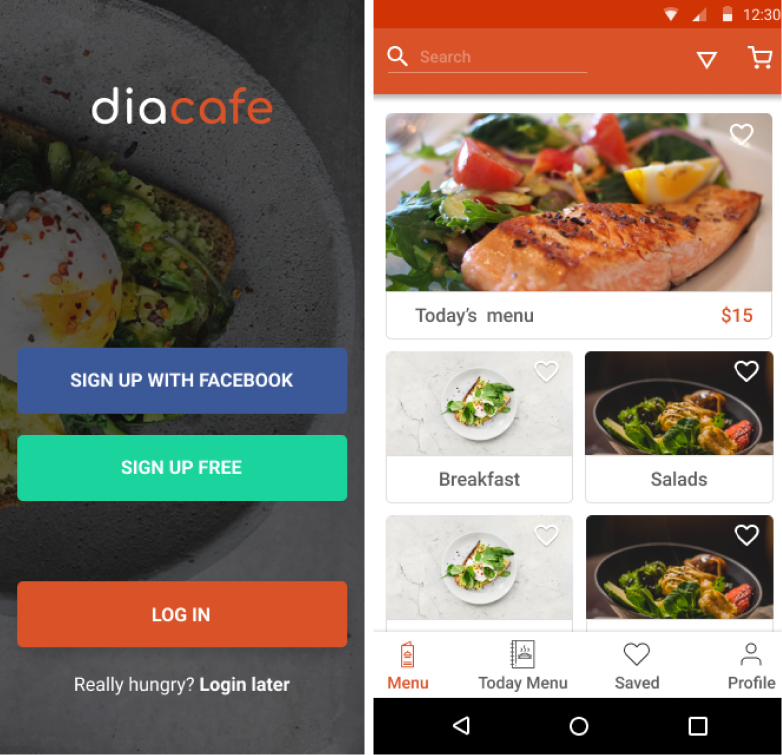 diacafe
SIGN UP WITH FACEBOOK
SIGN UP FREE
LOG IN
Really hungry? Login later
12:30
Search
Today's menu
$15
Breakfast
Salads
Menu
Today Menu
Saved
Profile